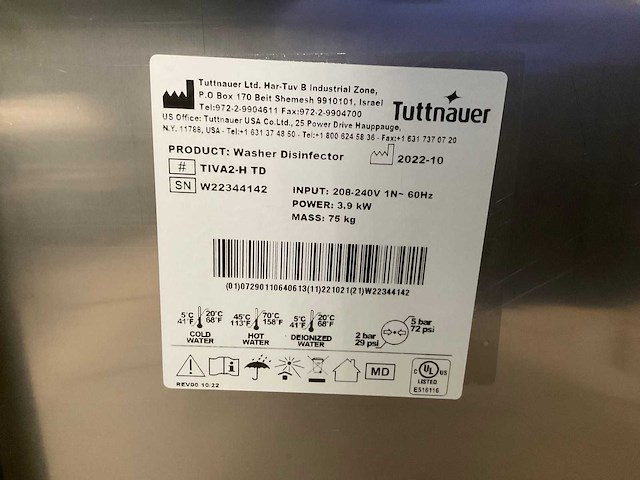 Tuttnauer Ltd. Har-Tuv B Industrial Zone,
P.O Box 170 Beit Shemesh 9910101, Israel
Tel:972-2-9904611 Fax:972-2-9904700
Tuttnauer
US Office: Tuttnauer USA Co.Ltd., 25 Power Drive Hauppauge,
N.Y. 11788, USA - Tel:+1 631 37 48 50 - Tel:+1 800 624 58 36 - Fax:+1 631 737 07 20
PRODUCT: Washer Disinfector
2022-10
# TIVA2-H TD
SN W22344142
INPUT: 208-240V 1N~ 60Hz
POWER: 3.9 kW
MASS: 75 kg
(01)07290110640613(11)221021(21)W22344142
5°C 41°F 20°C 68°F
COLD WATER
45°C 113°F 70°C 158°F
HOT WATER
5°C 41°F 20°C 68°F
DEIONIZED WATER
2 bar 29 psi 5 bar 72 psi
MD
C UL US
LISTED
E518116
REV00 10/22